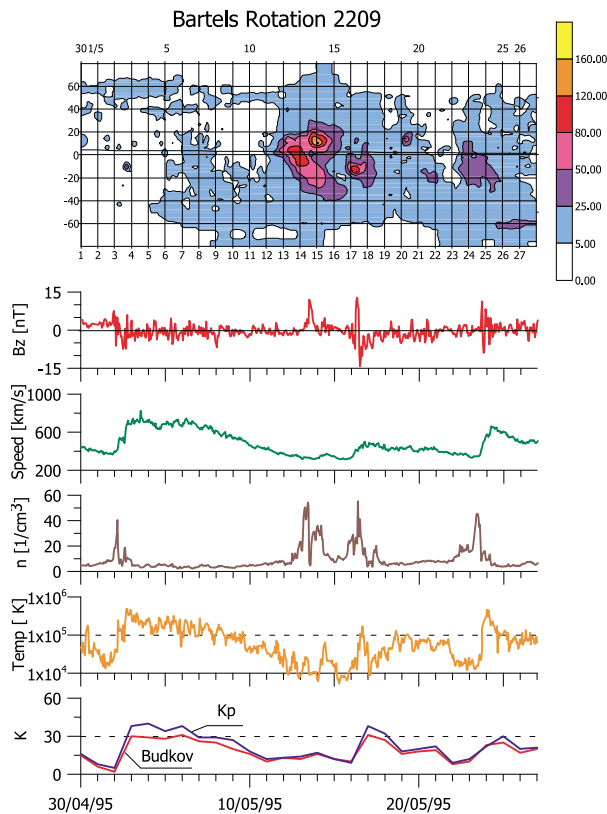 Bartels Rotation 2209
30 1/5 5 10 15 20 25 26
60
40
20
0
-20
-40
-60
1 2 3 4 5 6 7 8 9 10 11 12 13 14 15 16 17 18 19 20 21 22 23 24 25 26 27
160.00
120.00
80.00
50.00
25.00
5.00
0.00
Bz [nT]
15
0
-15
Speed [km/s]
1000
600
200
n [1/cm³]
60
40
20
0
Temp [ K]
1x10⁶
1x10⁵
1x10⁴
K
60
30
0
Kp
Budkov
30/04/95 10/05/95 20/05/95